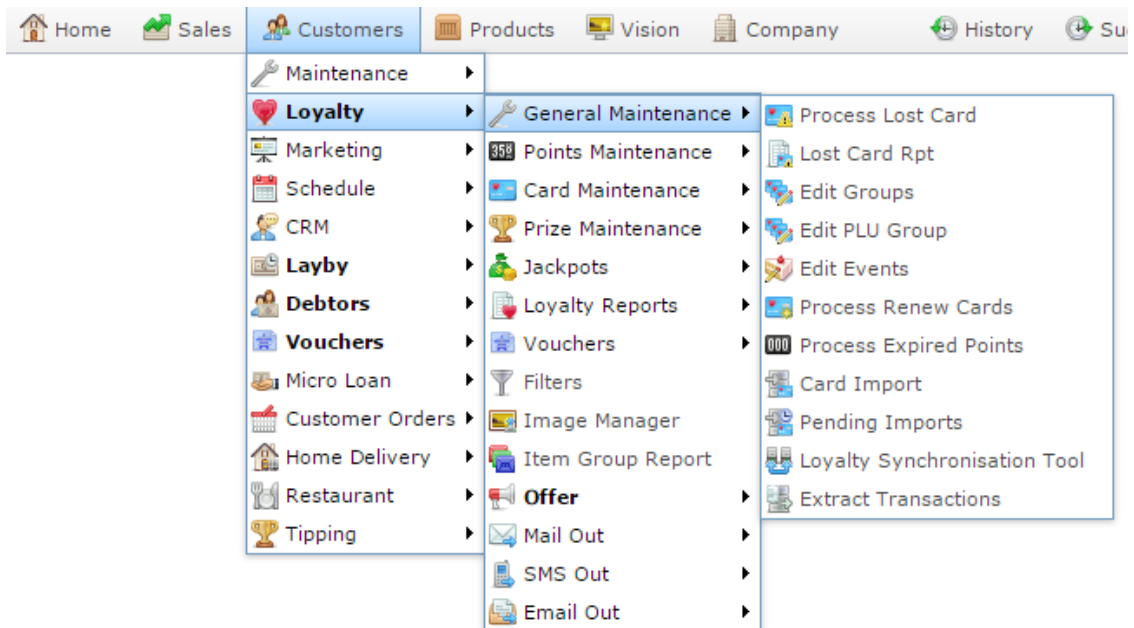 Home Sales Customers Products Vision Company History
Maintenance
Loyalty
Marketing
Schedule
CRM
Layby
Debtors
Vouchers
Micro Loan
Customer Orders
Home Delivery
Restaurant
Tipping
General Maintenance
358 Points Maintenance
Card Maintenance
Prize Maintenance
Jackpots
Loyalty Reports
Vouchers
Filters
Image Manager
Item Group Report
Offer
Mail Out
SMS Out
Email Out
Process Lost Card
Lost Card Rpt
Edit Groups
Edit PLU Group
Edit Events
Process Renew Cards
000 Process Expired Points
Card Import
Pending Imports
Loyalty Synchronisation Tool
Extract Transactions